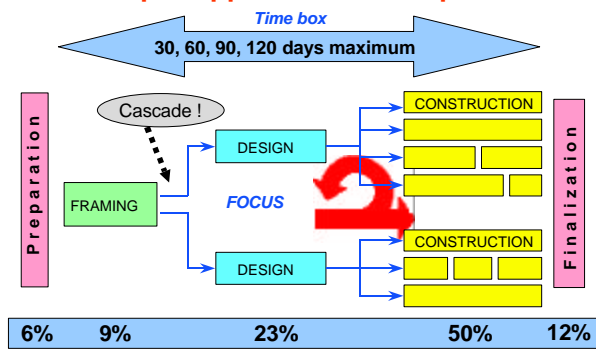 Time box
30, 60, 90, 120 days maximum
Preparation
Cascade !
FRAMING
DESIGN
FOCUS
DESIGN
CONSTRUCTION
CONSTRUCTION
Finalization
6% 9% 23% 50% 12%